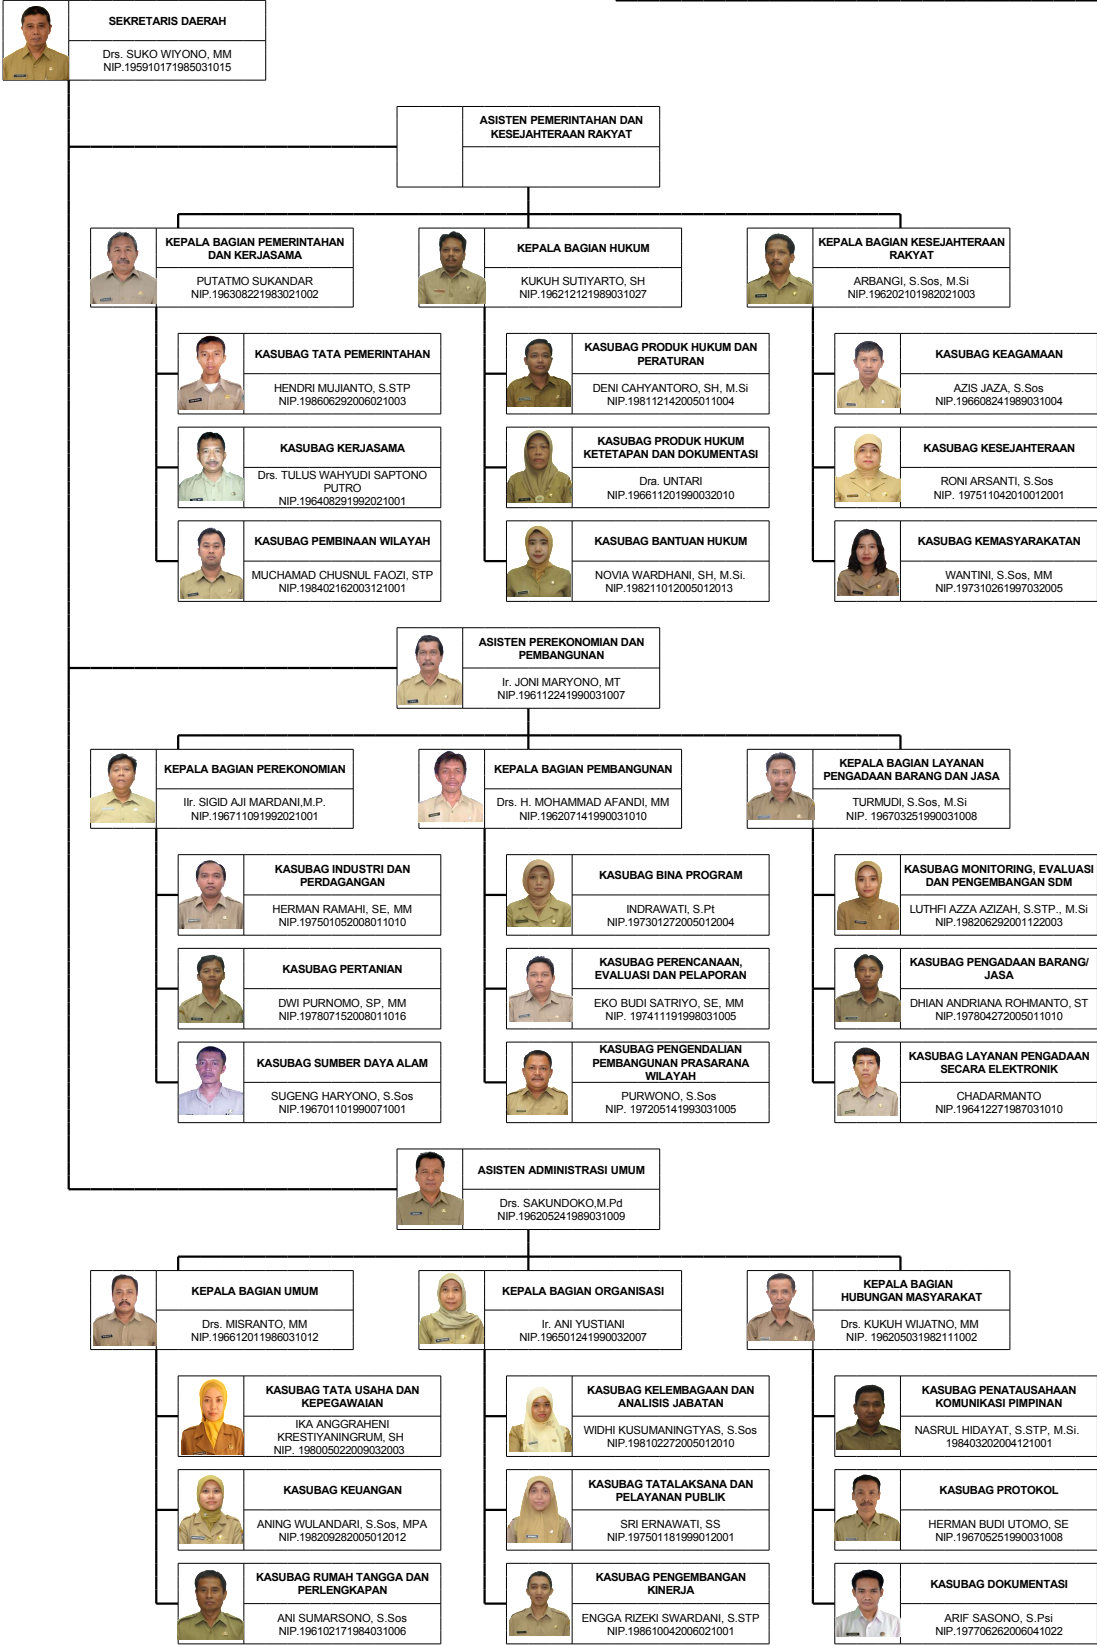 SEKRETARIS DAERAH
Drs. SUKO WIYONO, MM
NIP.195910171985031015
ASISTEN PEMERINTAHAN DAN
KESEJAHTERAAN RAKYAT
KEPALA BAGIAN PEMERINTAHAN
DAN KERJASAMA
PUTATMO SUKANDAR
NIP.196308221983021002
KEPALA BAGIAN HUKUM
KUKUH SUTIYARTO, SH
NIP.196212121989031027
KEPALA BAGIAN KESEJAHTERAAN
RAKYAT
ARBANGI, S.Sos, M.Si
NIP.196202101982021003
KASUBAG TATA PEMERINTAHAN
HENDRI MUJIANTO, S.STP
NIP.198606292006021003
KASUBAG PRODUK HUKUM DAN
PERATURAN
DENI CAHYANTORO, SH, M.Si
NIP.198112142005011004
KASUBAG KEAGAMAAN
AZIS JAZA, S.Sos
NIP.196608241989031004
KASUBAG KERJASAMA
Drs. TULUS WAHYUDI SAPTONO
PUTRO
NIP.196408291992021001
KASUBAG PRODUK HUKUM
KETETAPAN DAN DOKUMENTASI
Dra. UNTARI
NIP.196611201990032010
KASUBAG KESEJAHTERAAN
RONI ARSANTI, S.Sos
NIP. 197511042010012001
KASUBAG PEMBINAAN WILAYAH
MUCHAMAD CHUSNUL FAOZI, STP
NIP.198402162003121001
KASUBAG BANTUAN HUKUM
NOVIA WARDHANI, SH, M.Si.
NIP.198211012005012013
KASUBAG KEMASYARAKATAN
WANTINI, S.Sos, MM
NIP.197310261997032005
ASISTEN PEREKONOMIAN DAN
PEMBANGUNAN
Ir. JONI MARYONO, MT
NIP.196112241990031007
KEPALA BAGIAN PEREKONOMIAN
IIr. SIGID AJI MARDANI,M.P.
NIP.196711091992021001
KEPALA BAGIAN PEMBANGUNAN
Drs. H. MOHAMMAD AFANDI, MM
NIP.196207141990031010
KEPALA BAGIAN LAYANAN
PENGADAAN BARANG DAN JASA
TURMUDI, S.Sos, M.Si
NIP. 196703251990031008
KASUBAG INDUSTRI DAN
PERDAGANGAN
HERMAN RAMAHI, SE, MM
NIP.197501052008011010
KASUBAG BINA PROGRAM
INDRAWATI, S.Pt
NIP.197301272005012004
KASUBAG MONITORING, EVALUASI
DAN PENGEMBANGAN SDM
LUTHFI AZZA AZIZAH, S.STP., M.Si
NIP.198206292001122003
KASUBAG PERTANIAN
DWI PURNOMO, SP, MM
NIP.197807152008011016
KASUBAG PERENCANAAN,
EVALUASI DAN PELAPORAN
EKO BUDI SATRIYO, SE, MM
NIP. 197411191998031005
KASUBAG PENGADAAN BARANG/
JASA
DHIAN ANDRIANA ROHMANTO, ST
NIP.197804272005011010
KASUBAG SUMBER DAYA ALAM
SUGENG HARYONO, S.Sos
NIP.196701101990071001
KASUBAG PENGENDALIAN
PEMBANGUNAN PRASARANA
WILAYAH
PURWONO, S.Sos
NIP. 197205141993031005
KASUBAG LAYANAN PENGADAAN
SECARA ELEKTRONIK
CHADARMANTO
NIP.196412271987031010
ASISTEN ADMINISTRASI UMUM
Drs. SAKUNDOKO,M.Pd
NIP.196205241989031009
KEPALA BAGIAN UMUM
Drs. MISRANTO, MM
NIP.196612011986031012
KEPALA BAGIAN ORGANISASI
Ir. ANI YUSTIANI
NIP.196501241990032007
KEPALA BAGIAN
HUBUNGAN MASYARAKAT
Drs. KUKUH WIJATNO, MM
NIP. 196205031982111002
KASUBAG TATA USAHA DAN
KEPEGAWAIAN
IKA ANGGRAHENI
KRESTIYANINGRUM, SH
NIP. 198005022009032003
KASUBAG KELEMBAGAAN DAN
ANALISIS JABATAN
WIDHI KUSUMANINGTYAS, S.Sos
NIP.198102272005012010
KASUBAG PENATAUSAHAAN
KOMUNIKASI PIMPINAN
NASRUL HIDAYAT, S.STP, M.Si.
198403202004121001
KASUBAG KEUANGAN
ANING WULANDARI, S.Sos, MPA
NIP.198209282005012012
KASUBAG TATALAKSANA DAN
PELAYANAN PUBLIK
SRI ERNAWATI, SS
NIP.197501181999012001
KASUBAG PROTOKOL
HERMAN BUDI UTOMO, SE
NIP.196705251990031008
KASUBAG RUMAH TANGGA DAN
PERLENGKAPAN
ANI SUMARSONO, S.Sos
NIP.196102171984031006
KASUBAG PENGEMBANGAN
KINERJA
ENGGA RIZEKI SWARDANI, S.STP
NIP.198610042006021001
KASUBAG DOKUMENTASI
ARIF SASONO, S.Psi
NIP.197706262006041022